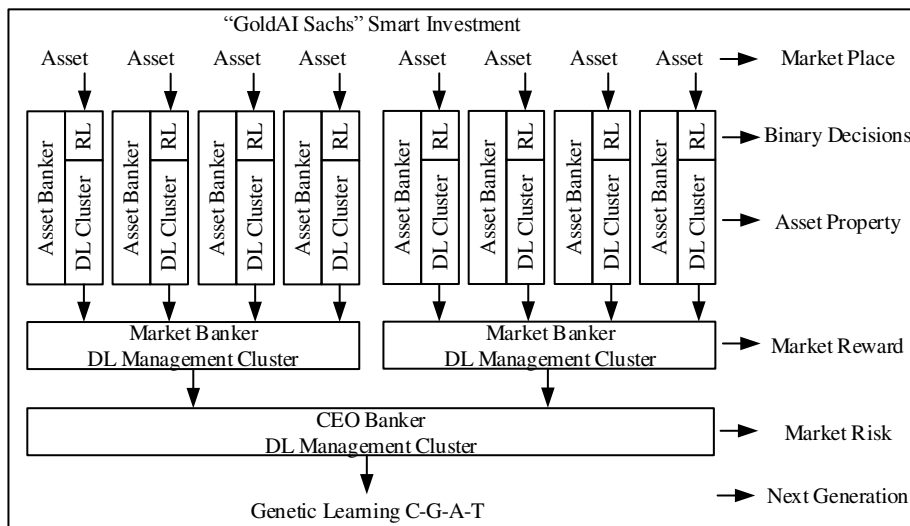 “GoldAI Sachs” Smart Investment
Asset Asset Asset Asset Asset Asset Asset Asset Market Place
Asset Banker RL DL Cluster
Asset Banker RL DL Cluster
Asset Banker RL DL Cluster
Asset Banker RL DL Cluster
Asset Banker RL DL Cluster
Asset Banker RL DL Cluster
Asset Banker RL DL Cluster
Asset Banker RL DL Cluster
Binary Decisions
Asset Property
Market Banker
DL Management Cluster
Market Banker
DL Management Cluster
Market Reward
CEO Banker
DL Management Cluster
Market Risk
Genetic Learning C-G-A-T
Next Generation